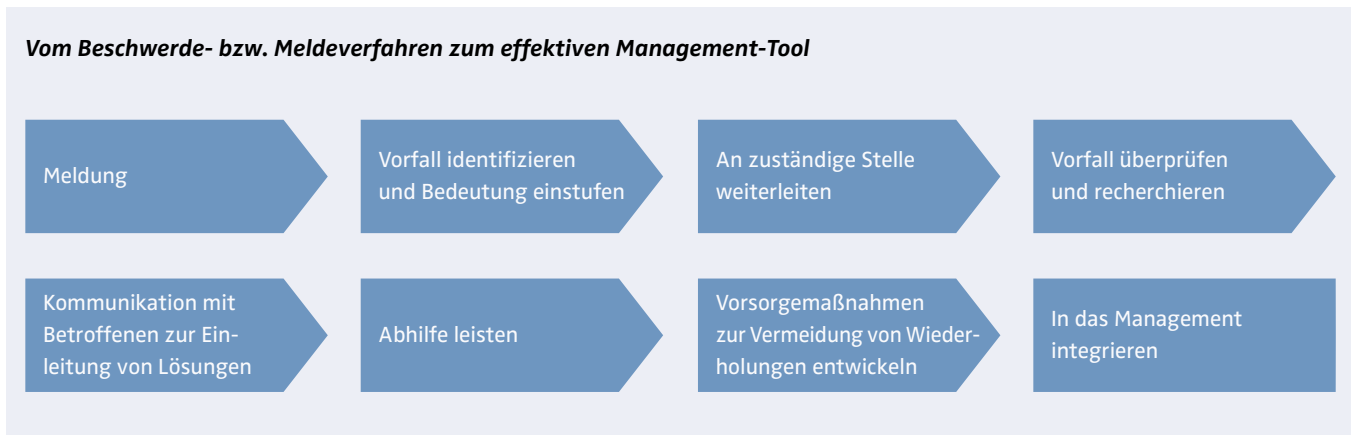 Vom Beschwerde- bzw. Meldeverfahren zum effektiven Management-Tool
Meldung
Vorfall identifizieren
und Bedeutung einstufen
An zuständige Stelle
weiterleiten
Vorfall überprüfen
und recherchieren
Kommunikation mit
Betroffenen zur Ein-
leitung von Lösungen
Abhilfe leisten
Vorsorgemaßnahmen
zur Vermeidung von Wieder-
holungen entwickeln
In das Management
integrieren